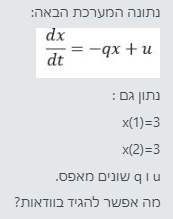 נתונה המערכת הבאה:
dx/dt = −qx + u
נתון גם :
x(1)=3
x(2)=3
u ו q שונים מאפס.
מה אפשר להגיד בוודאות?